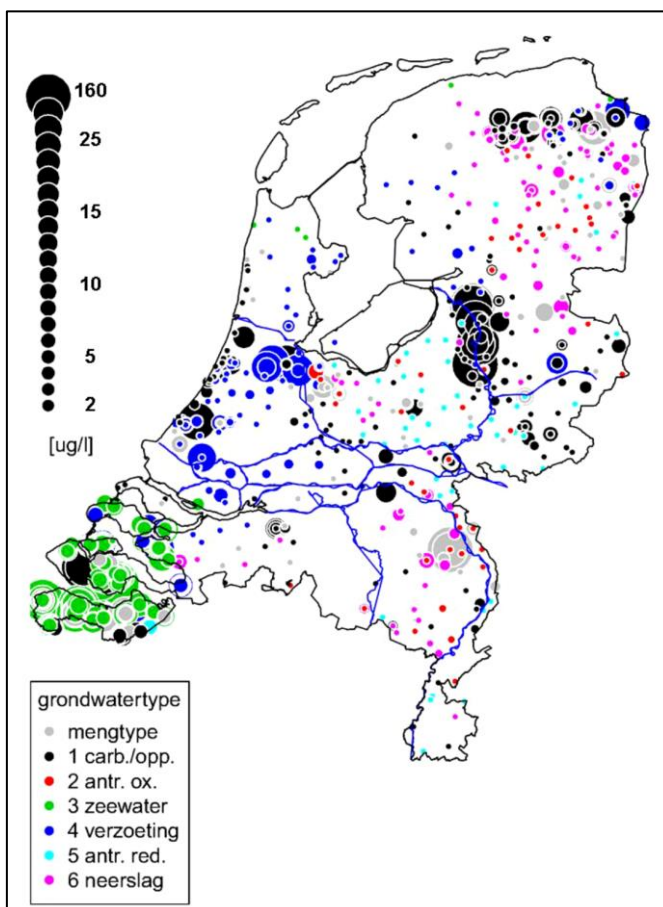 160
25
15
10
5
2
[ug/l]
grondwatertype
mengtype
1 carb./opp.
2 antr. ox.
3 zeewater
4 verzoeting
5 antr. red.
6 neerslag